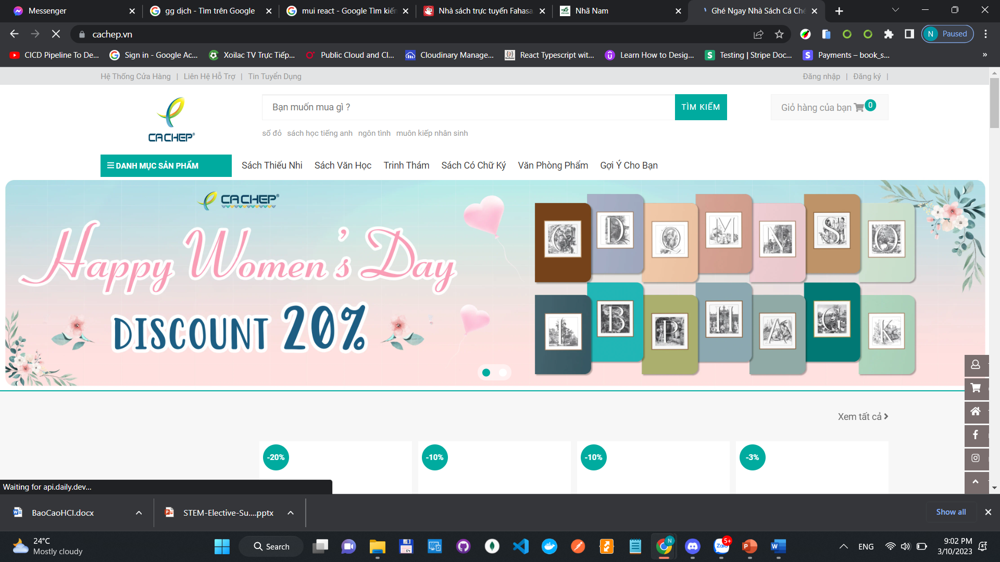 Messenger
gg dịch - Tìm trên Google
mui react - Google Tìm kiến
Nhà sách trực tuyến Fahasa.
Nhã Nam
Ghé Ngay Nhà Sách Cá Ché
cachep.vn
N Paused
CICD Pipeline To De...
Sign in - Google Ac...
Xoilac TV Trực Tiếp...
Public Cloud and Cl...
Cloudinary Manage...
React Typescript wit...
Learn How to Desig...
Testing | Stripe Doc...
Payments – book_s...
»
Hệ Thống Cửa Hàng | Liên Hệ Hỗ Trợ | Tin Tuyển Dụng
Đăng nhập | Đăng ký |
CACHEP®
Bạn muốn mua gì ?
TÌM KIẾM
Giỏ hàng của bạn 0
số đỏ sách học tiếng anh ngôn tình muôn kiếp nhân sinh
DANH MỤC SẢN PHẨM
Sách Thiếu Nhi Sách Văn Học Trinh Thám Sách Có Chữ Ký Văn Phòng Phẩm Gợi Ý Cho Bạn
CACHEP®
Happy Women's Day
DISCOUNT 20%
C D Q M N S O
L B P H A G K
Xem tất cả
-20%
-10%
-10%
-3%
Waiting for api.daily.dev...
BaoCaoHCI.docx
STEM-Elective-Su....pptx
Show all
24°C
Mostly cloudy
Search
64
N
Zalo
5+
ENG
9:02 PM
3/10/2023